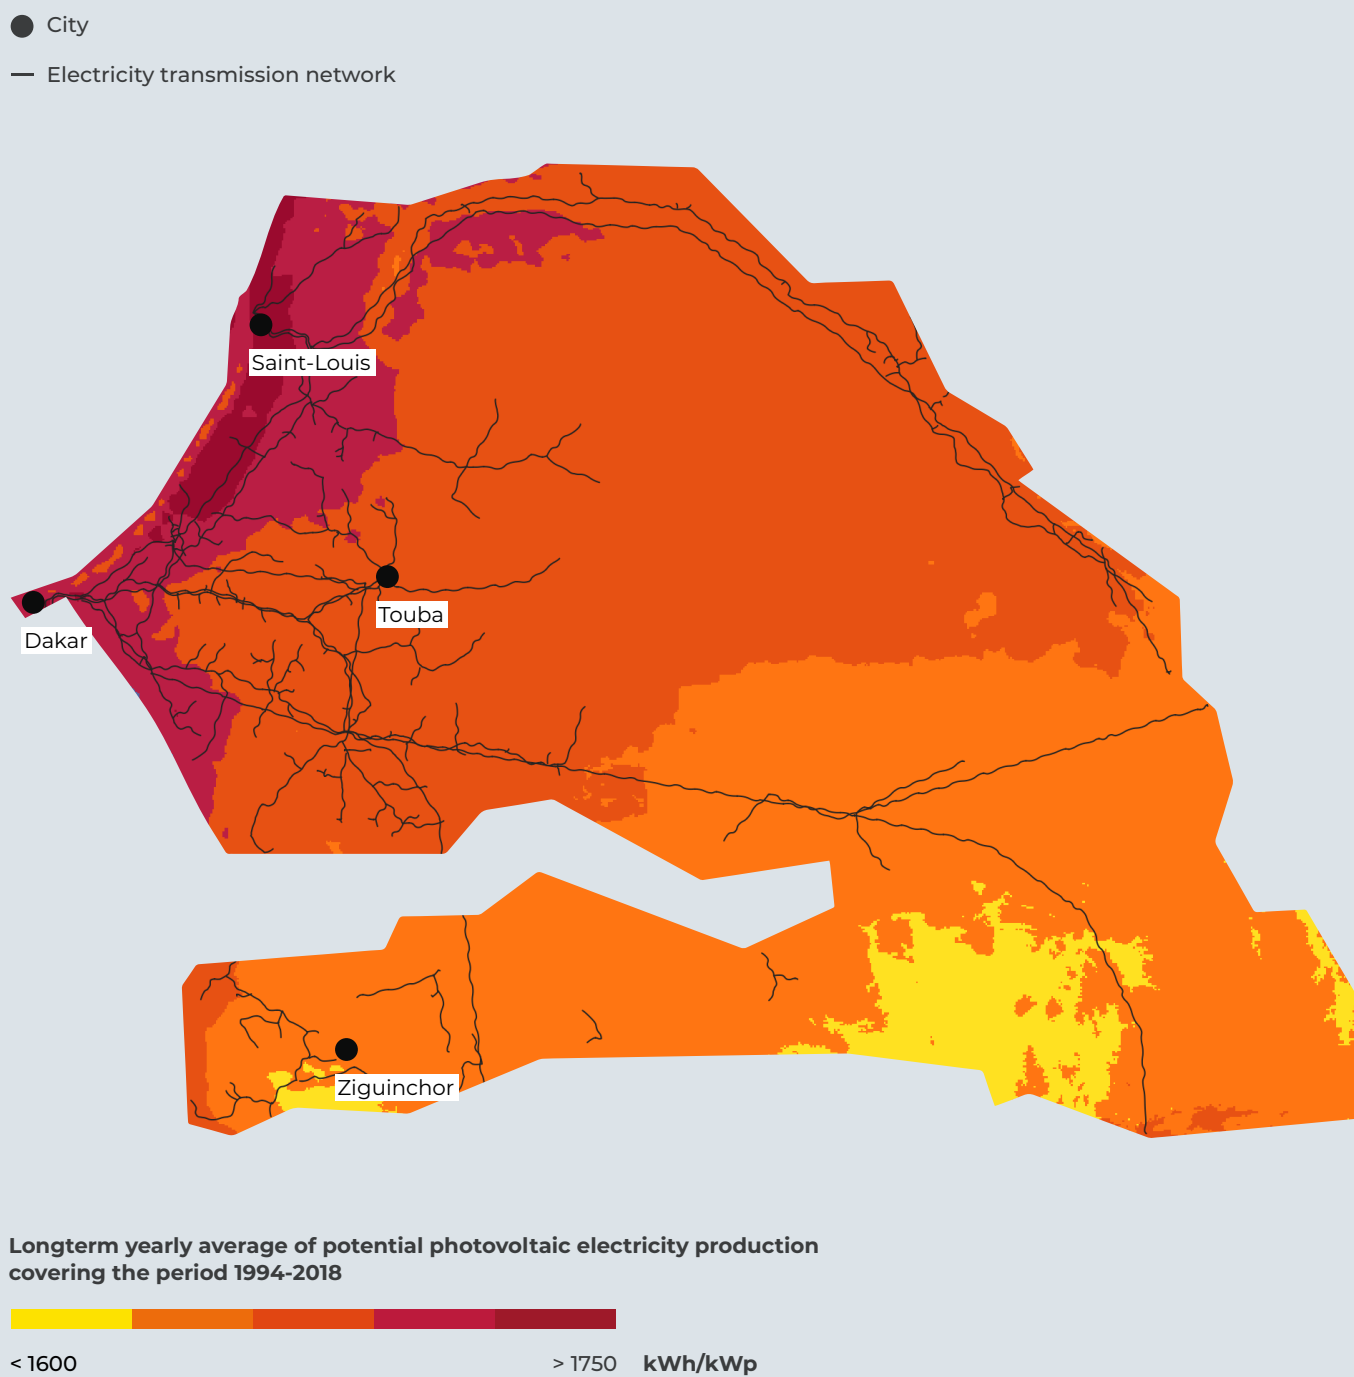 City
Electricity transmission network
Saint-Louis
Touba
Dakar
Ziguinchor
Longterm yearly average of potential photovoltaic electricity production
covering the period 1994-2018
< 1600 > 1750 kWh/kWp